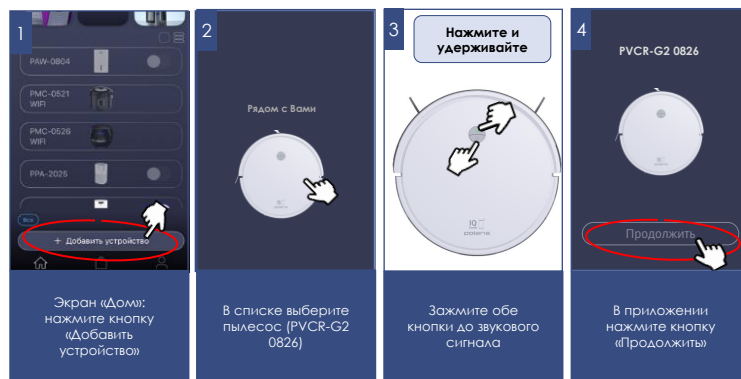 1
PAW-0804
PMC-0521
WIFI
PMC-0526
WIFI
PPA-2025
Все
+ Добавить устройство
Экран «Дом»:
нажмите кнопку
«Добавить
устройство»
2
Рядом с Вами
В списке выберите
пылесос (PVCR-G2
0826)
3
Нажмите и
удерживайте
IQ
polaris
Зажмите обе
кнопки до звукового
сигнала
4
PVCR-G2 0826
Продолжить
В приложении
нажмите кнопку
«Продолжить»